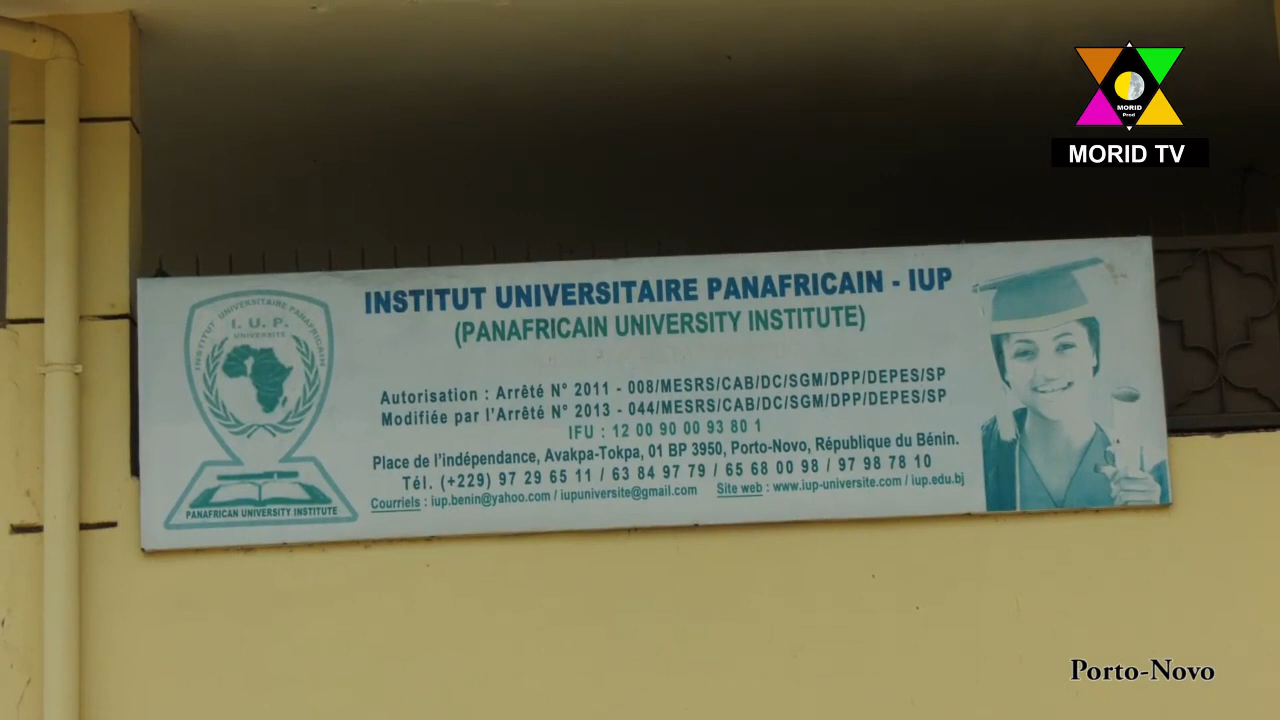 MORID
Prod
MORID TV
INSTITUT UNIVERSITAIRE PANAFRICAIN - IUP
(PANAFRICAIN UNIVERSITY INSTITUTE)
Autorisation : Arrêté N° 2011 - 008/MESRS/CAB/DC/SGM/DPP/DEPES/SP
Modifiée par l'Arrêté N° 2013 - 044/MESRS/CAB/DC/SGM/DPP/DEPES/SP
IFU : 12 00 90 00 93 80 1
Place de l'indépendance, Avakpa-Tokpa, 01 BP 3950, Porto-Novo, République du Bénin.
Tél. (+229) 97 29 65 11 / 63 84 97 79 / 65 68 00 98 / 97 98 78 10
Courriels : iup.benin@yahoo.com / iupuniversite@gmail.com Site web : www.iup-universite.com / iup.edu.bj
INSTITUT UNIVERSITAIRE PANAFRICAIN
I. U. P.
UNIVERSITE
PANAFRICAN UNIVERSITY INSTITUTE
Porto-Novo